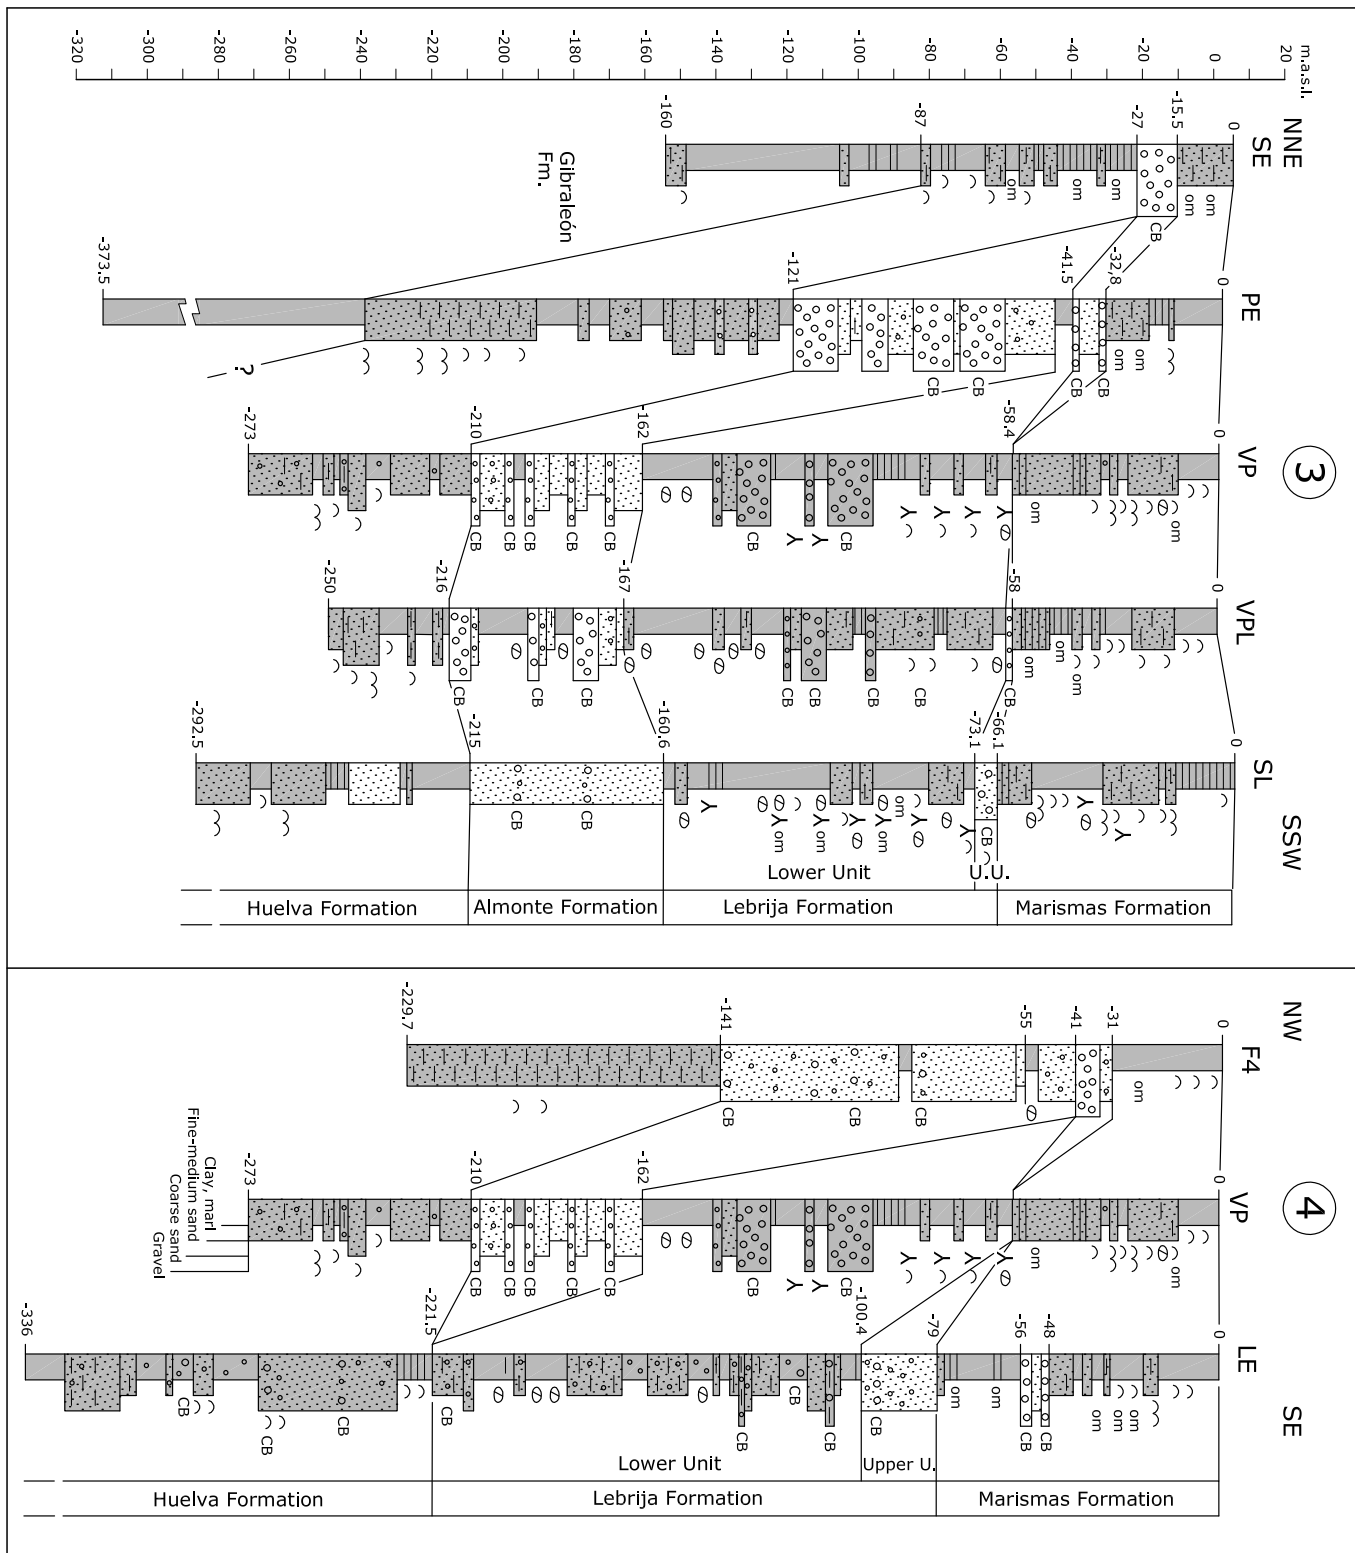 m.a.s.l.
20
0
-20
-40
-60
-80
-100
-120
-140
-160
-180
-200
-220
-240
-260
-280
-300
-320
3
NNE
SE
0
-15.5
-27
-87
-160
om
om
CB
om
om
om
Gibraleón
Fm.
PE
0
-32,8
-41.5
-121
-373.5
om
om
CB
CB
CB
CB
?
VP
0
-58.4
-162
-210
-273
om
om
Y
Y
Y
Y
CB
Y
Y
CB
CB
CB
CB
CB
CB
VPL
0
-58
-167
-216
-250
om
om
om
CB
CB
CB
CB
CB
CB
CB
CB
SSW
SL
0
-66.1
-73.1
-160.6
-215
-292.5
Y
Y
CB
Y
Y
om
Y
om
Y
Y
om
Y
om
Y
CB
CB
Lower Unit
U.U.
Huelva Formation
Almonte Formation
Lebrija Formation
Marismas Formation
4
NW
F4
0
-31
-41
-55
-141
-229.7
om
CB
CB
CB
VP
0
-162
-210
-273
om
om
Y
Y
Y
Y
CB
Y
Y
CB
CB
CB
CB
CB
CB
Clay, marl
Fine-medium sand
Coarse sand
Gravel
LE
SE
0
-48
-56
-79
-100.4
-221.5
-336
om
om
om
CB
CB
om
om
CB
CB
CB
CB
CB
CB
CB
CB
Lower Unit
Upper U.
Huelva Formation
Lebrija Formation
Marismas Formation